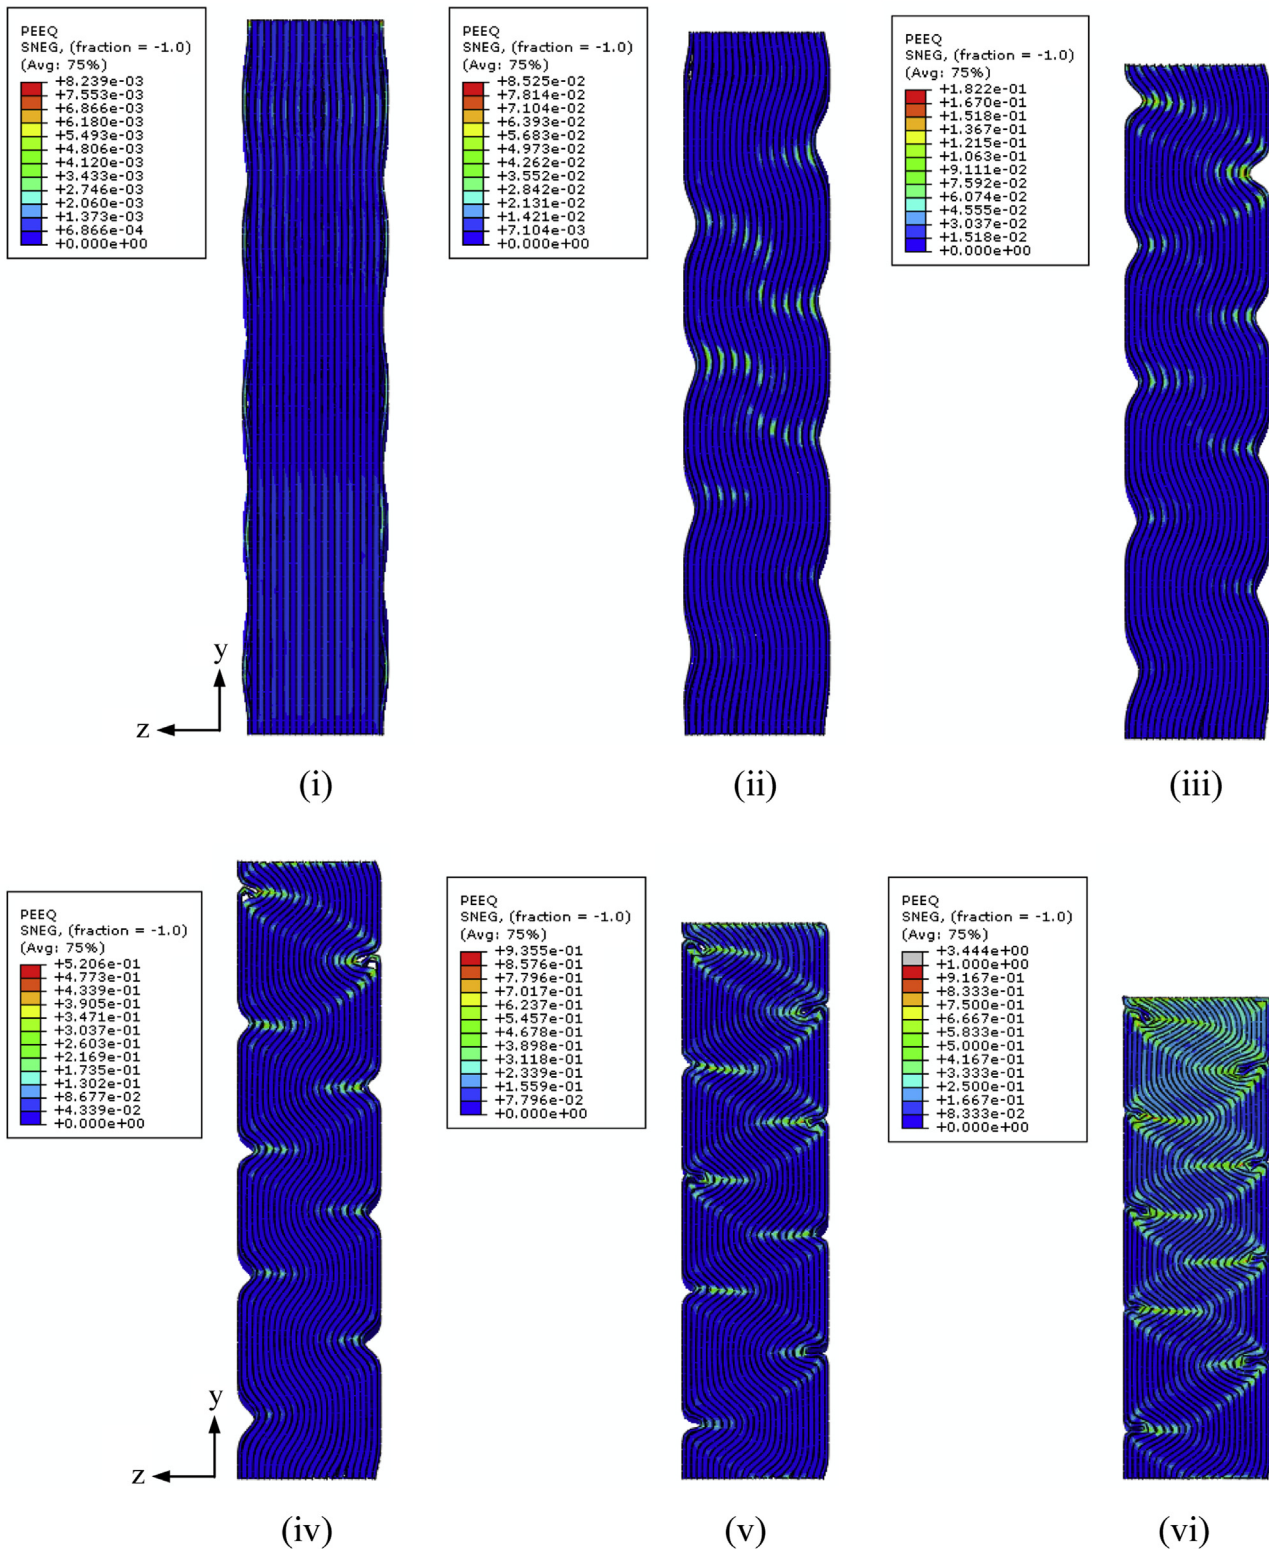 PEEQ
SNEG, (fraction = -1.0)
(Avg: 75%)
+8.239e-03
+7.553e-03
+6.866e-03
+6.180e-03
+5.493e-03
+4.806e-03
+4.120e-03
+3.433e-03
+2.746e-03
+2.060e-03
+1.373e-03
+6.866e-04
+0.000e+00
y
z
(i)
PEEQ
SNEG, (fraction = -1.0)
(Avg: 75%)
+8.525e-02
+7.814e-02
+7.104e-02
+6.393e-02
+5.683e-02
+4.973e-02
+4.262e-02
+3.552e-02
+2.842e-02
+2.131e-02
+1.421e-02
+7.104e-03
+0.000e+00
(ii)
PEEQ
SNEG, (fraction = -1.0)
(Avg: 75%)
+1.822e-01
+1.670e-01
+1.518e-01
+1.367e-01
+1.215e-01
+1.063e-01
+9.111e-02
+7.592e-02
+6.074e-02
+4.555e-02
+3.037e-02
+1.518e-02
+0.000e+00
(iii)
PEEQ
SNEG, (fraction = -1.0)
(Avg: 75%)
+5.206e-01
+4.773e-01
+4.339e-01
+3.905e-01
+3.471e-01
+3.037e-01
+2.603e-01
+2.169e-01
+1.735e-01
+1.302e-01
+8.677e-02
+4.339e-02
+0.000e+00
y
z
(iv)
PEEQ
SNEG, (fraction = -1.0)
(Avg: 75%)
+9.355e-01
+8.576e-01
+7.796e-01
+7.017e-01
+6.237e-01
+5.457e-01
+4.678e-01
+3.898e-01
+3.118e-01
+2.339e-01
+1.559e-01
+7.796e-02
+0.000e+00
(v)
PEEQ
SNEG, (fraction = -1.0)
(Avg: 75%)
+3.444e+00
+1.000e+00
+9.167e-01
+8.333e-01
+7.500e-01
+6.667e-01
+5.833e-01
+5.000e-01
+4.167e-01
+3.333e-01
+2.500e-01
+1.667e-01
+8.333e-02
+0.000e+00
(vi)